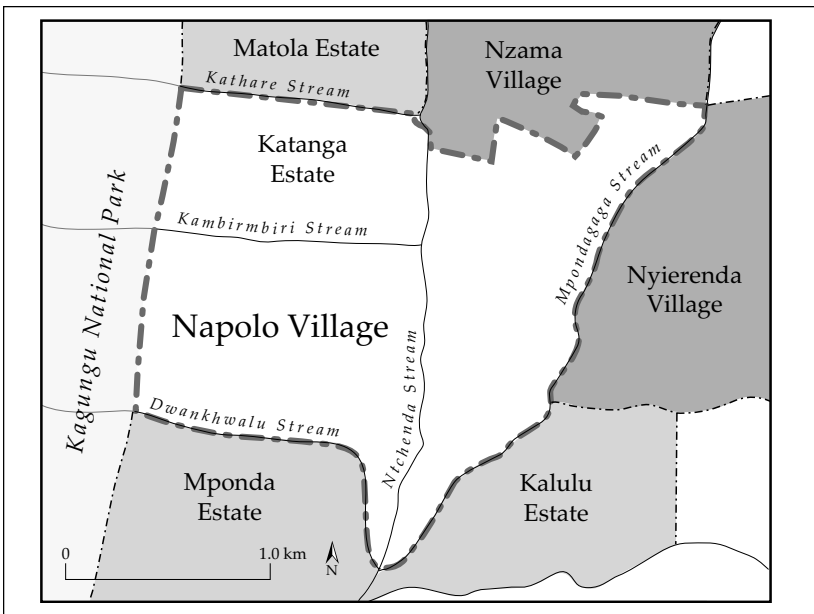 Matola Estate
Nzama
Village
Kathare Stream
Katanga
Estate
Kagungu National Park
Kambirmbiri Stream
Mpondagaga Stream
Nyierenda
Village
Napolo Village
Ntchenda Stream
Dwankhwalu Stream
Mponda
Estate
Kalulu
Estate
0
1.0 km
N